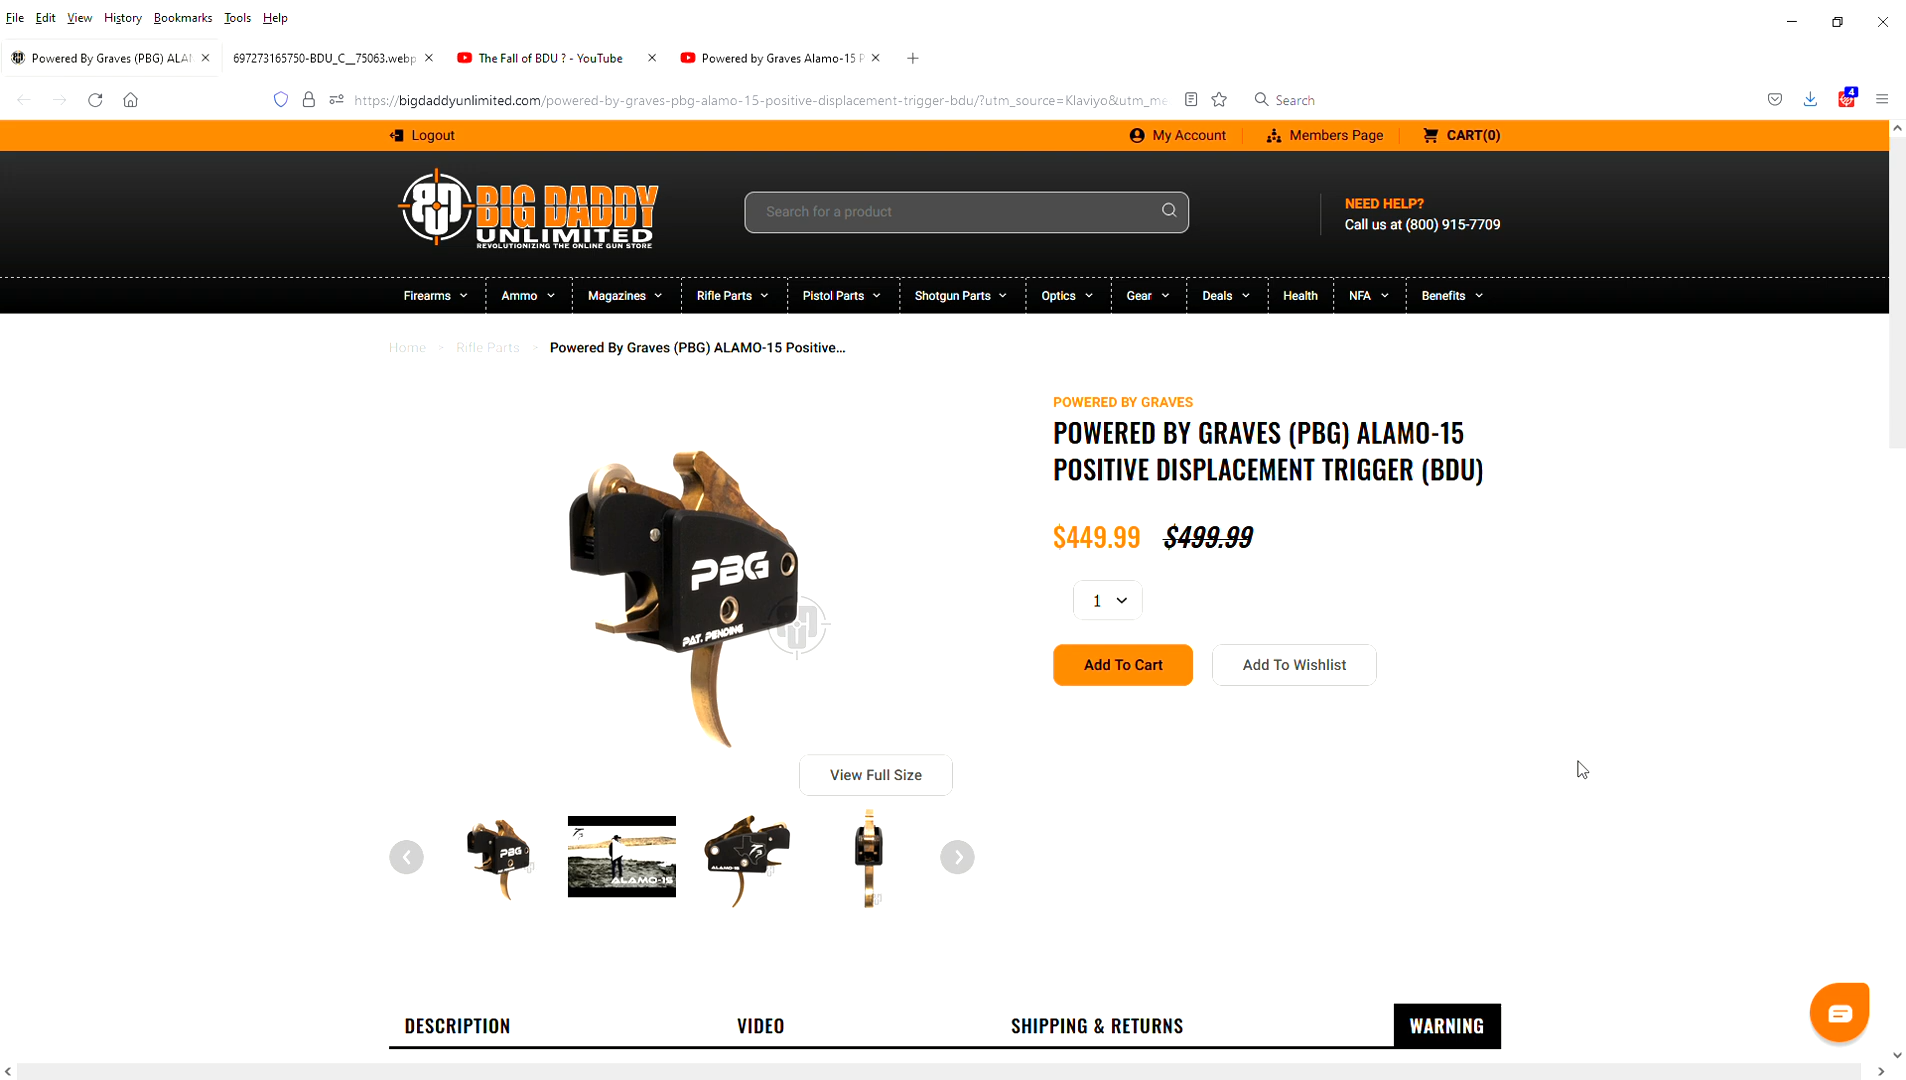 File Edit View History Bookmarks Tools Help
Powered By Graves (PBG) ALA
697273165750-BDU_C__75063.webp
The Fall of BDU ? - YouTube
Powered by Graves Alamo-15 P
https://bigdaddyunlimited.com/powered-by-graves-pbg-alamo-15-positive-displacement-trigger-bdu/?utm_source=Klaviyo&utm_me
Search
4
Logout
My Account
Members Page
CART(0)
BIG DADDY
UNLIMITED
REVOLUTIONIZING THE ONLINE GUN STORE
Search for a product
NEED HELP?
Call us at (800) 915-7709
Firearms
Ammo
Magazines
Rifle Parts
Pistol Parts
Shotgun Parts
Optics
Gear
Deals
Health
NFA
Benefits
Home > Rifle Parts > Powered By Graves (PBG) ALAMO-15 Positive...
POWERED BY GRAVES
POWERED BY GRAVES (PBG) ALAMO-15
POSITIVE DISPLACEMENT TRIGGER (BDU)
$449.99 $499.99
1
Add To Cart
Add To Wishlist
PBG
PAT. PENDING
View Full Size
PBG
ALAMO-15
ALAMO-15
DESCRIPTION
VIDEO
SHIPPING & RETURNS
WARNING